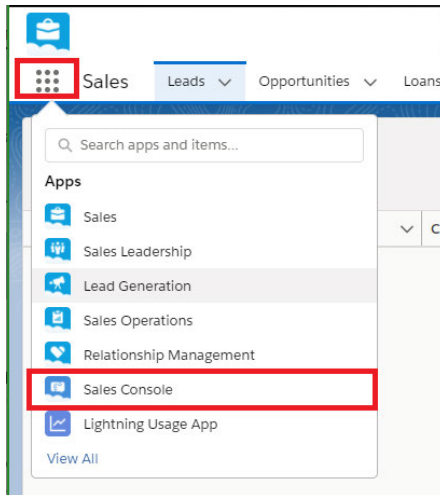 Sales Leads Opportunities Loans
Search apps and items...
Apps
Sales
Sales Leadership
Lead Generation
Sales Operations
Relationship Management
Sales Console
Lightning Usage App
View All